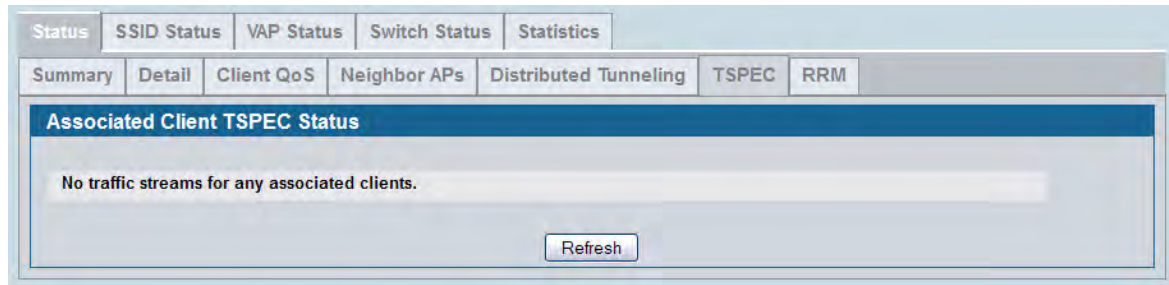 Status SSID Status VAP Status Switch Status Statistics
Summary Detail Client QoS Neighbor APs Distributed Tunneling TSPEC RRM
Associated Client TSPEC Status
No traffic streams for any associated clients.
Refresh